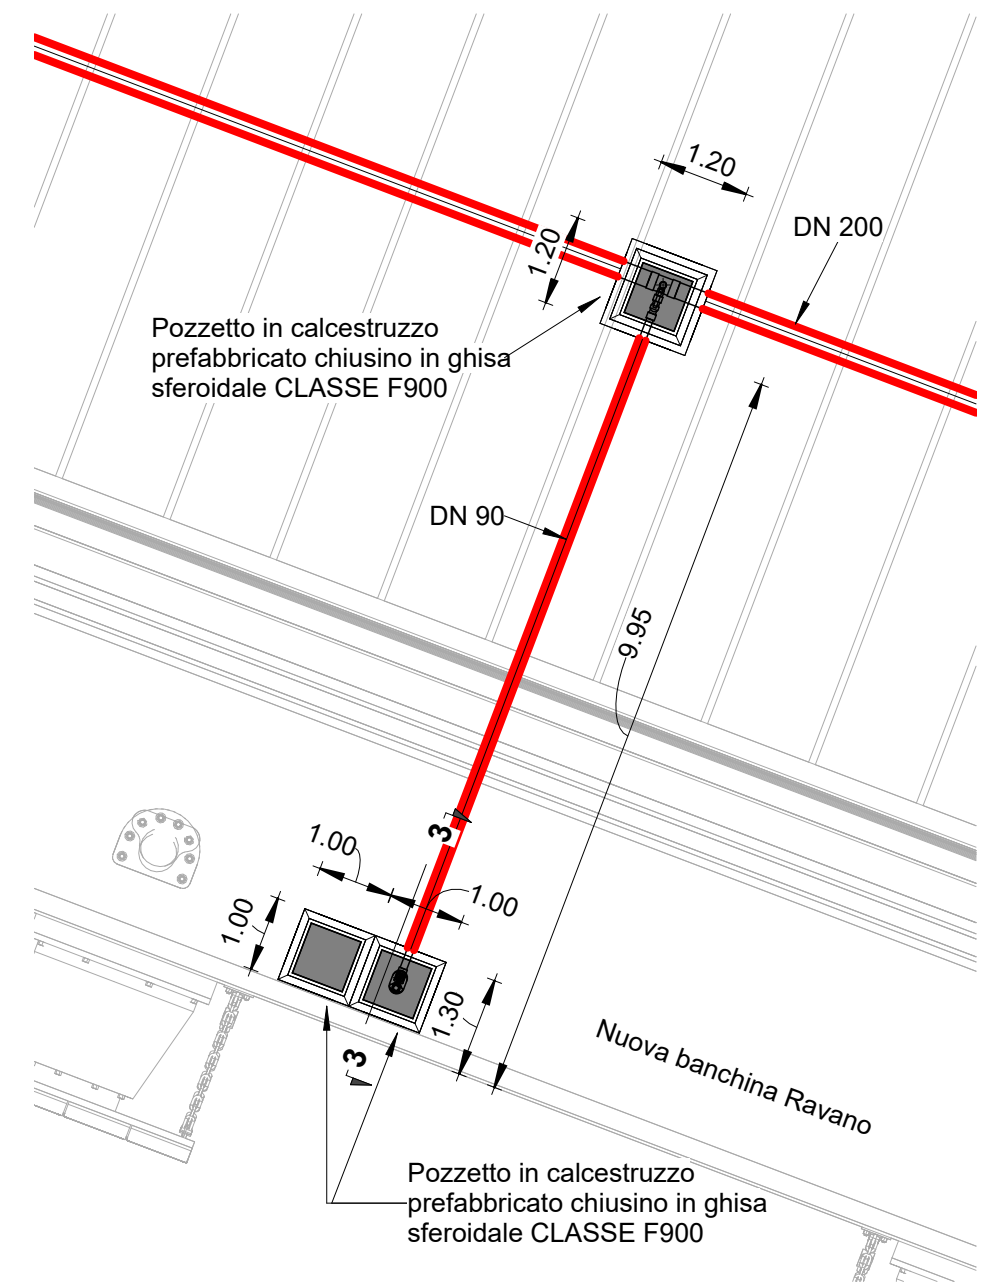 1.20
DN 200
1.20
Pozzetto in calcestruzzo
prefabbricato chiusino in ghisa
sferoidale CLASSE F900
DN 90
9.95
3
1.00
1.00
1.00
1.30
3
Nuova banchina Ravano
Pozzetto in calcestruzzo
prefabbricato chiusino in ghisa
sferoidale CLASSE F900